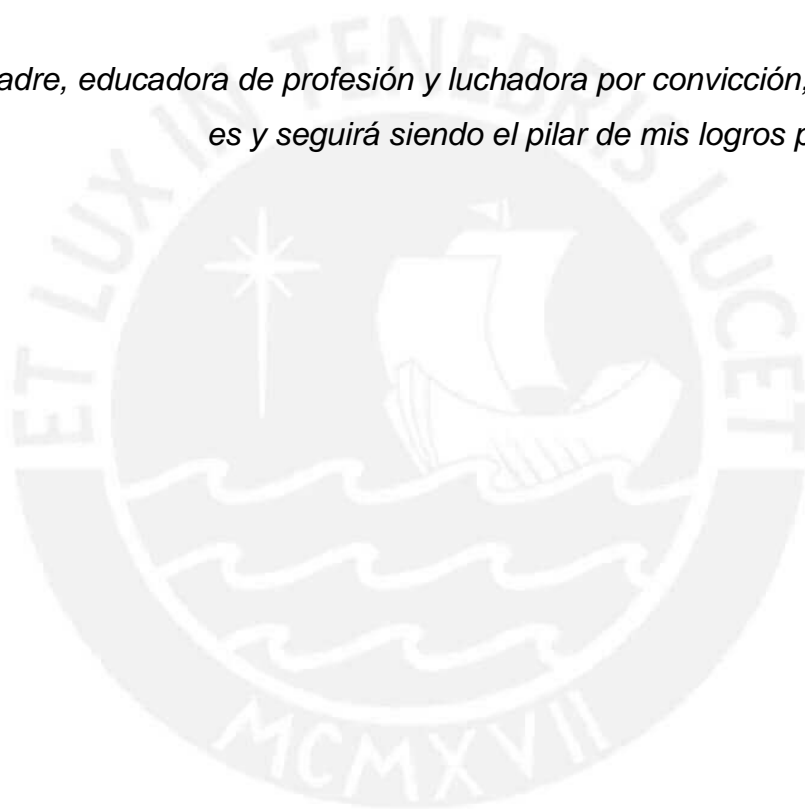 adre, educadora de profesión y luchadora por convicción,
es y seguirá siendo el pilar de mis logros p
ET LUX IN TENEBRIS LUCET
MCMXVII